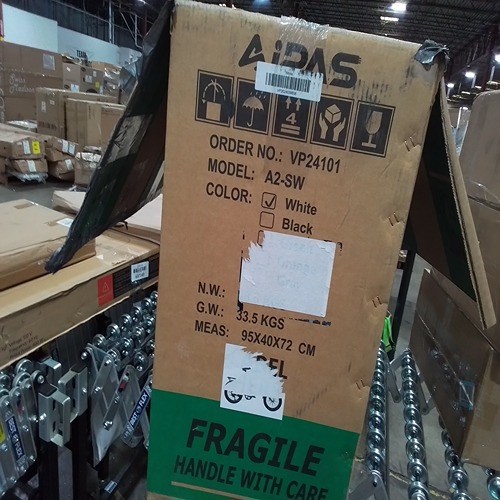 AiPAS
4
ORDER NO.: VP24101
MODEL: A2-SW
COLOR: White
Black
N.W.:
G.W.: 33.5 KGS
MEAS: 95X40X72 CM
FRAGILE
HANDLE WITH CARE